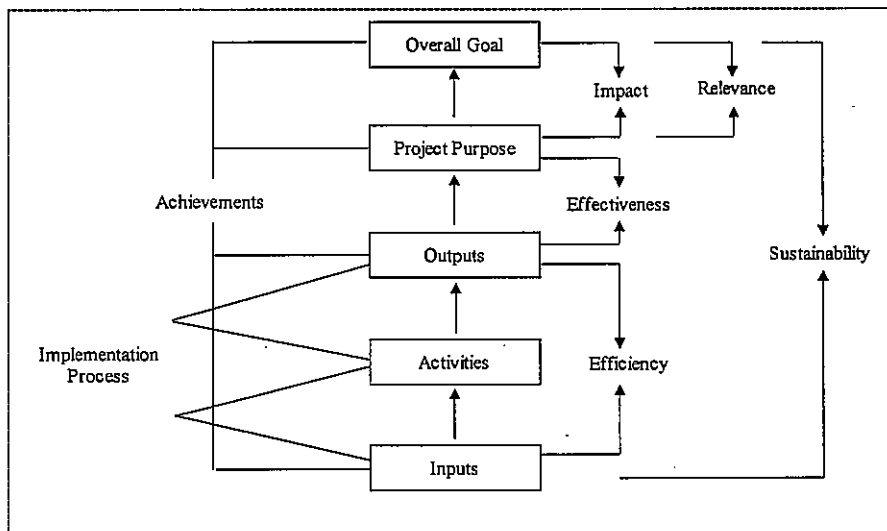 Overall Goal
Impact
Relevance
Project Purpose
Achievements
Effectiveness
Outputs
Sustainability
Implementation
Process
Activities
Efficiency
Inputs